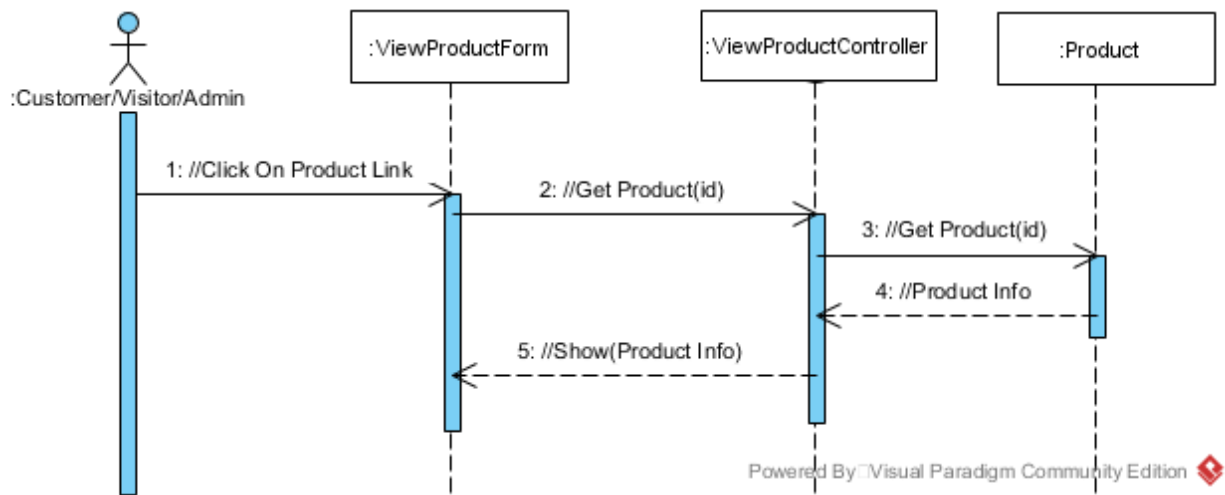 :ViewProductForm
:ViewProductController
:Product
:Customer/Visitor/Admin
1: //Click On Product Link
2: //Get Product(id)
3: //Get Product(id)
4: //Product Info
5: //Show(Product Info)
Powered By Visual Paradigm Community Edition